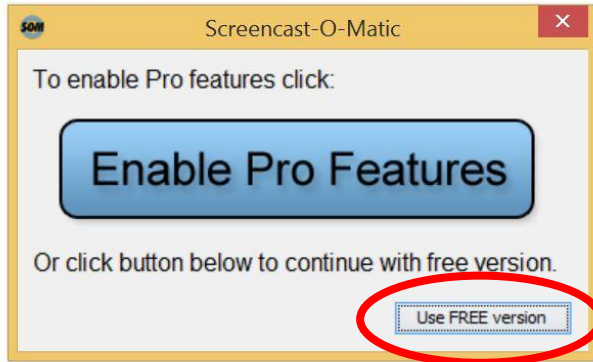 SOM
Screencast-O-Matic
x
To enable Pro features click:
Enable Pro Features
Or click button below to continue with free version.
Use FREE version